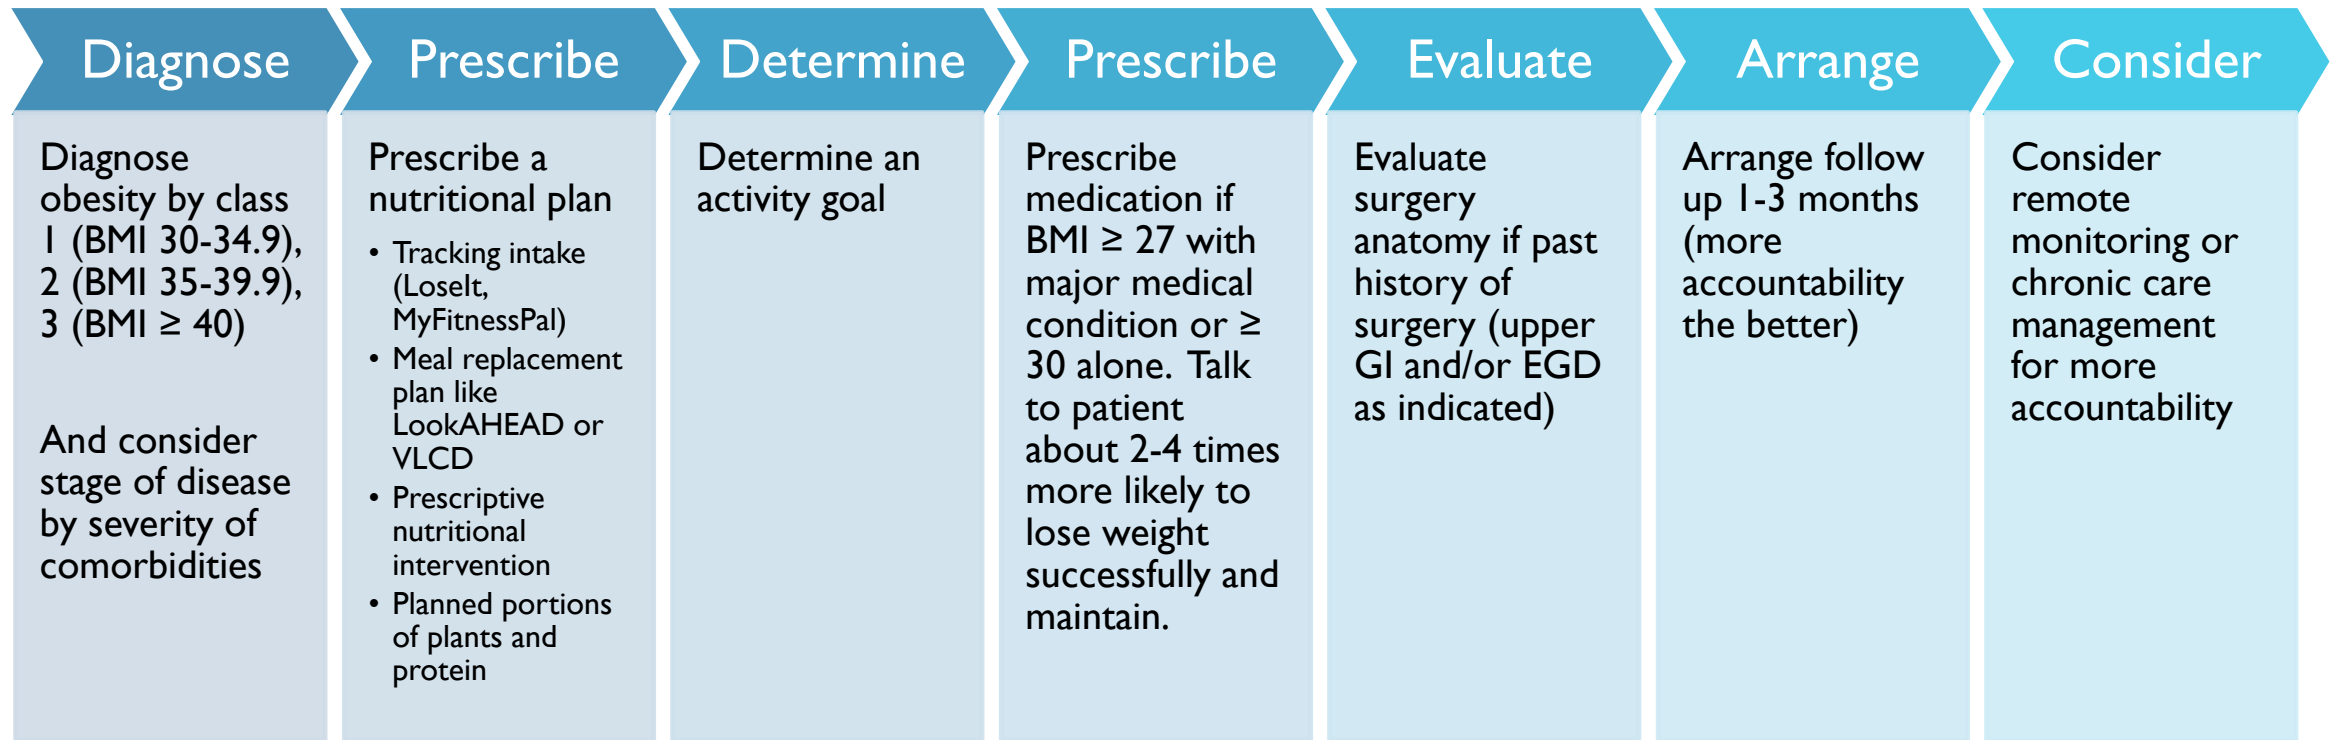 Diagnose
Prescribe
Determine
Prescribe
Evaluate
Arrange
Consider
Diagnose
obesity by class
1 (BMI 30-34.9),
2 (BMI 35-39.9),
3 (BMI ≥ 40)
And consider
stage of disease
by severity of
comorbidities
Prescribe a
nutritional plan
• Tracking intake
(LoseIt,
MyFitnessPal)
• Meal replacement
plan like
LookAHEAD or
VLCD
• Prescriptive
nutritional
intervention
• Planned portions
of plants and
protein
Determine an
activity goal
Prescribe
medication if
BMI ≥ 27 with
major medical
condition or ≥
30 alone. Talk
to patient
about 2-4 times
more likely to
lose weight
successfully and
maintain.
Evaluate
surgery
anatomy if past
history of
surgery (upper
GI and/or EGD
as indicated)
Arrange follow
up 1-3 months
(more
accountability
the better)
Consider
remote
monitoring or
chronic care
management
for more
accountability